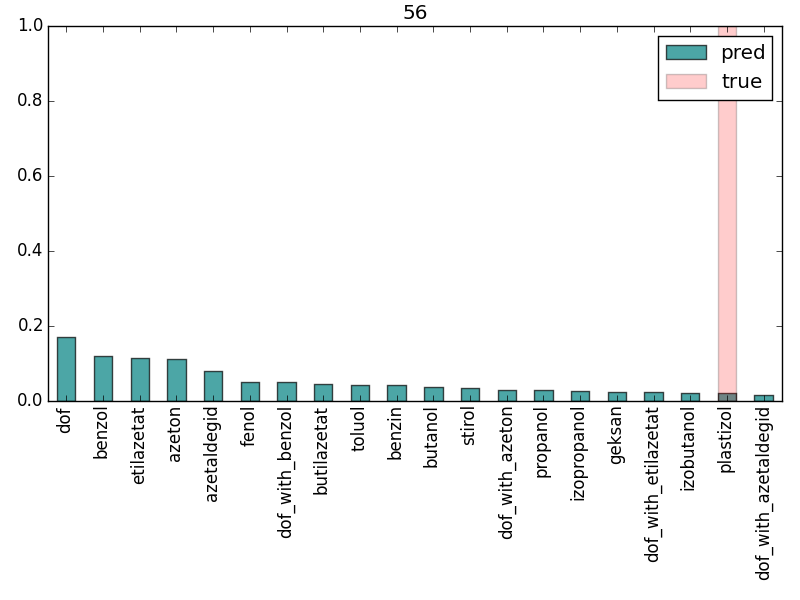 56
1.0
0.8
0.6
0.4
0.2
0.0
pred
true
dof
benzol
etilazetat
azeton
azetaldegid
fenol
dof_with_benzol
butilazetat
toluol
benzin
butanol
stirol
dof_with_azeton
propanol
izopropanol
geksan
dof_with_etilazetat
izobutanol
plastizol
dof_with_azetaldegid